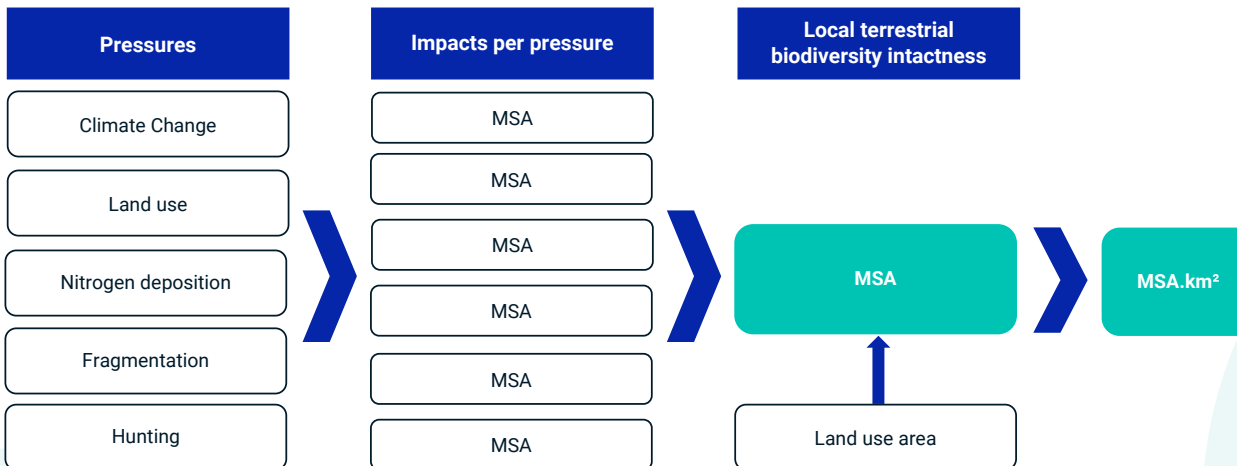 Pressures
Climate Change
Land use
Nitrogen deposition
Fragmentation
Hunting
Impacts per pressure
MSA
MSA
MSA
MSA
MSA
MSA
Local terrestrial
biodiversity intactness
MSA
Land use area
MSA.km²